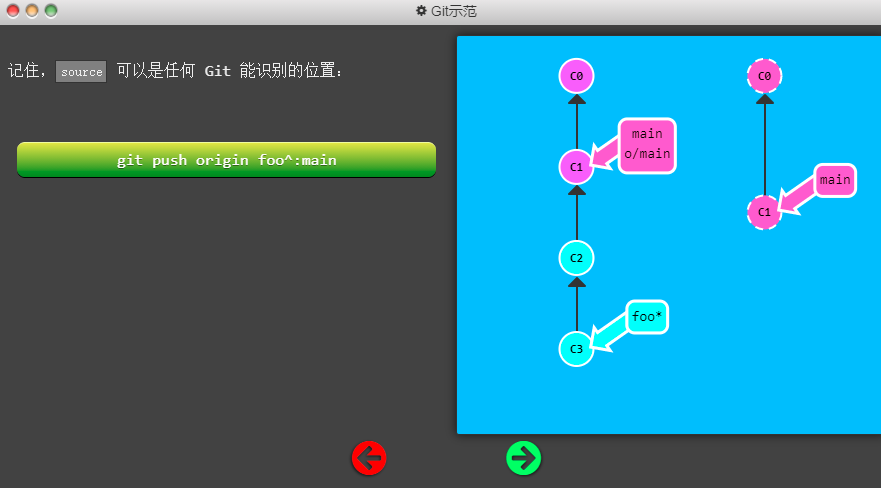 Git示范
记住，source 可以是任何 Git 能识别的位置：
git push origin foo^:main
C0
C0
main
o/main
C1
main
C1
C2
foo*
C3